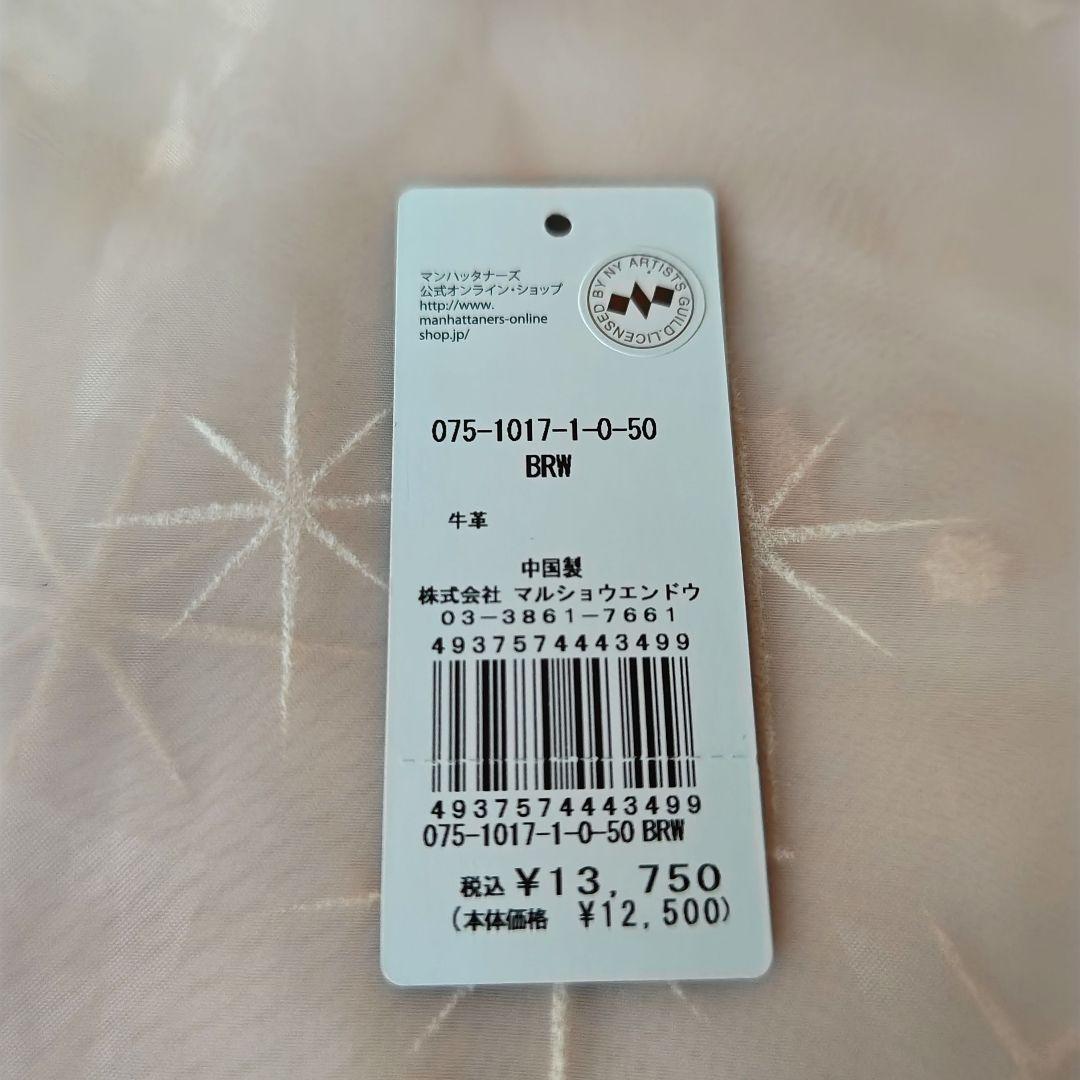 マンハッタナーズ
公式オンライン・ショップ
http://www.
manhattaners-online
shop.jp/
LICENSED BY NY ARTISTS GUILD.
075-1017-1-0-50
BRW
牛革
中国製
株式会社 マルショウエンドウ
03-3861-7661
4937574443499
4937574443499
075-1017-1-0-50 BRW
税込 ¥13,750
(本体価格 ¥12,500)